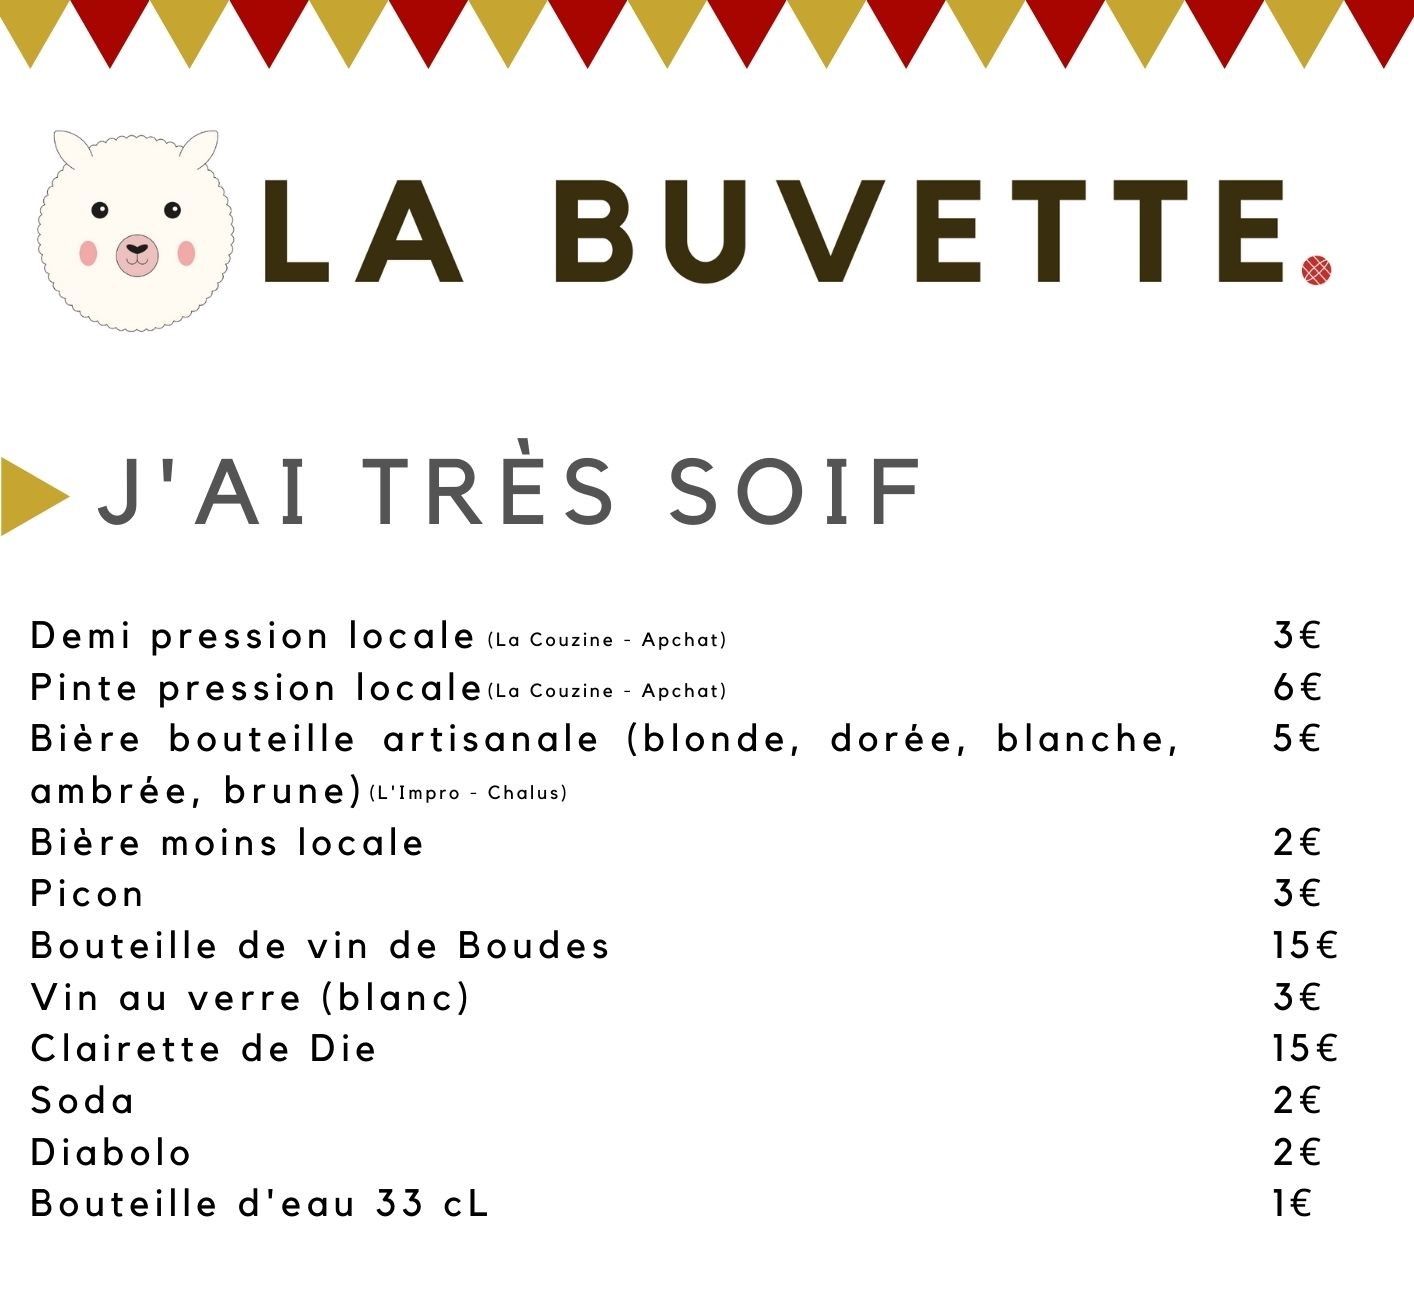 LA BUVETTE.
J'AI TRÈS SOIF
Demi pression locale (La Couzine - Apchat) 3€
Pinte pression locale (La Couzine - Apchat) 6€
Bière bouteille artisanale (blonde, dorée, blanche, 5€
ambrée, brune) (L'Impro - Chalus)
Bière moins locale 2€
Picon 3€
Bouteille de vin de Boudes 15€
Vin au verre (blanc) 3€
Clairette de Die 15€
Soda 2€
Diabolo 2€
Bouteille d'eau 33 cL 1€